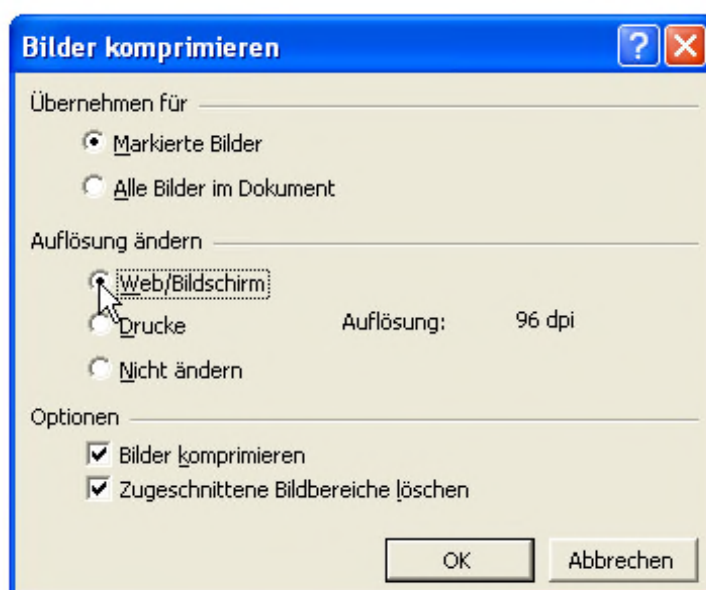 Bilder komprimieren
Übernehmen für
Markierte Bilder
Alle Bilder im Dokument
Auflösung ändern
Web/Bildschirm
Drucke Auflösung: 96 dpi
Nicht ändern
Optionen
Bilder komprimieren
Zugeschnittene Bildbereiche löschen
OK Abbrechen